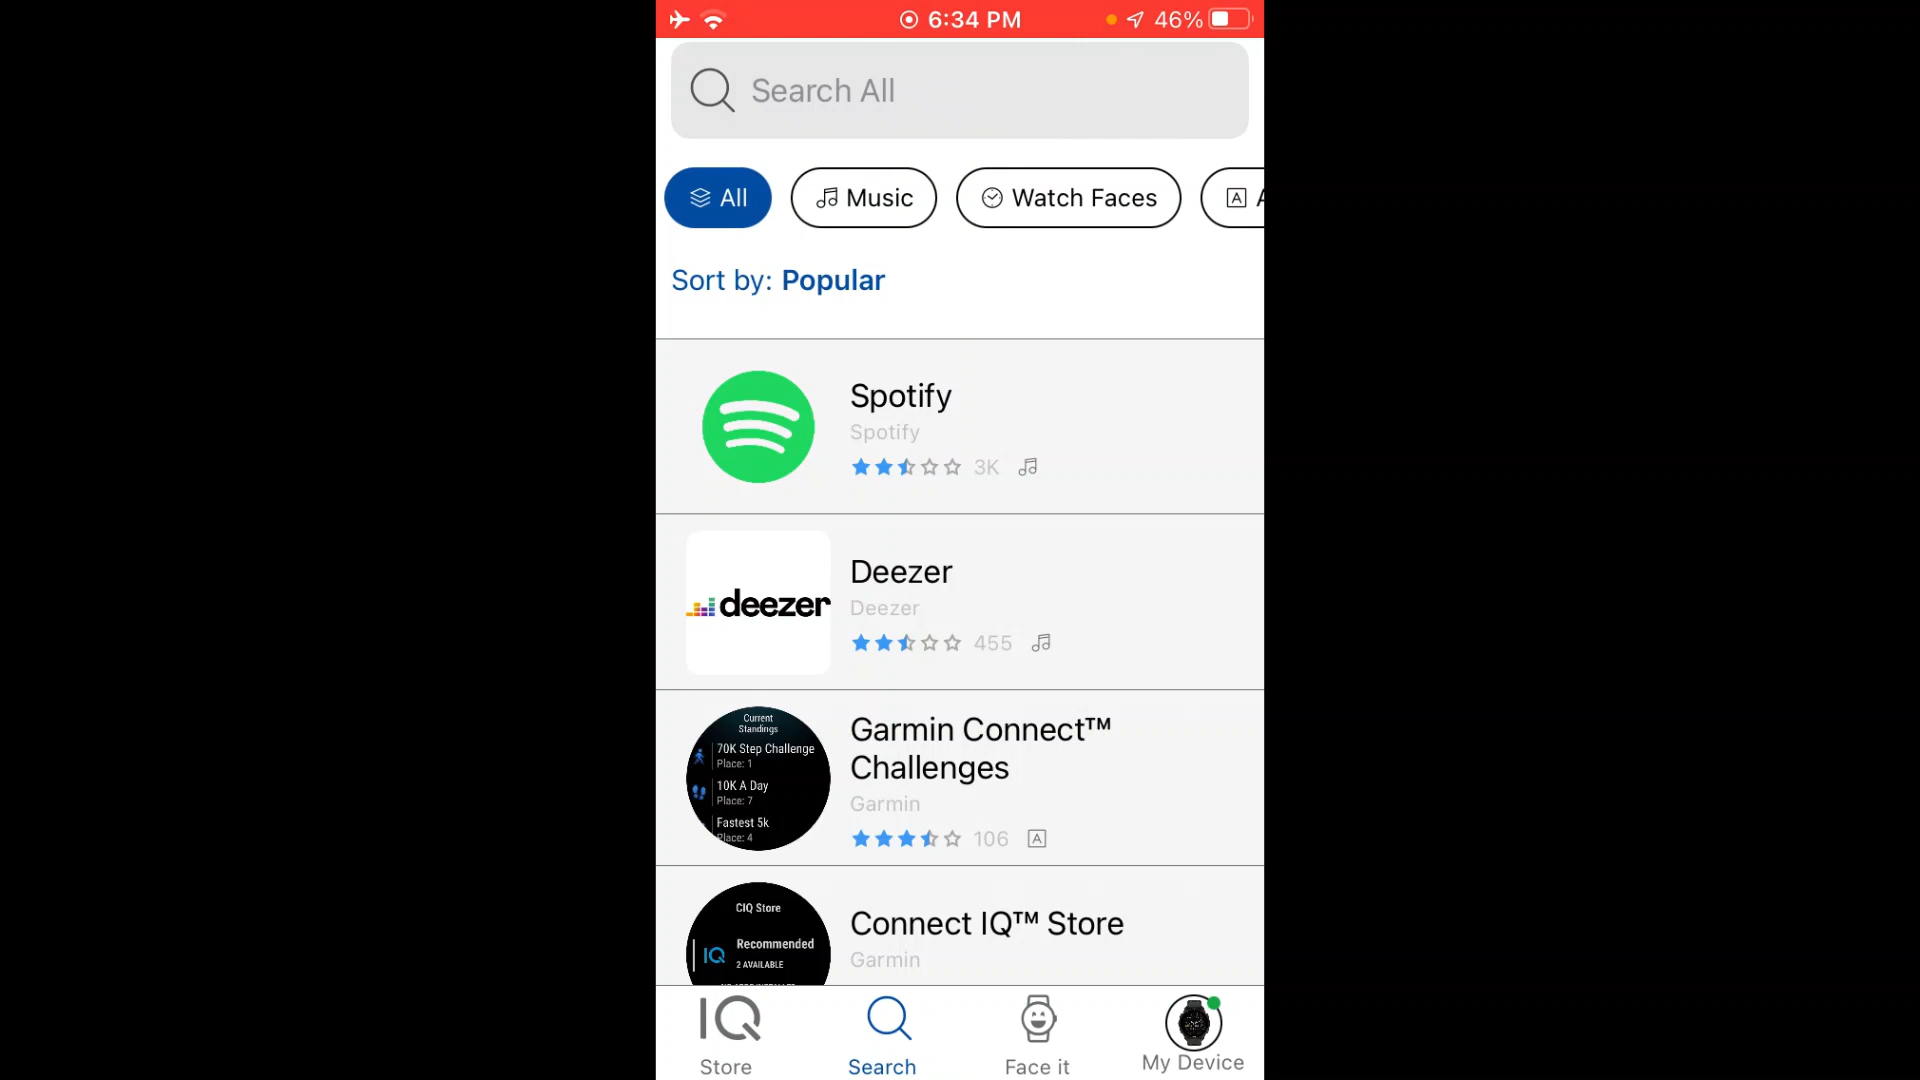 6:34 PM
46%
Search All
All
Music
Watch Faces
A
Sort by: Popular
Spotify
Spotify
3K
deezer
Deezer
Deezer
455
Current
Standings
70K Step Challenge
Place: 1
10K A Day
Place: 7
Fastest 5k
Place: 4
Garmin Connect™
Challenges
Garmin
106
A
CIQ Store
IQ
Recommended
2 AVAILABLE
Connect IQ™ Store
Garmin
IQ
Store
Search
Face it
My Device